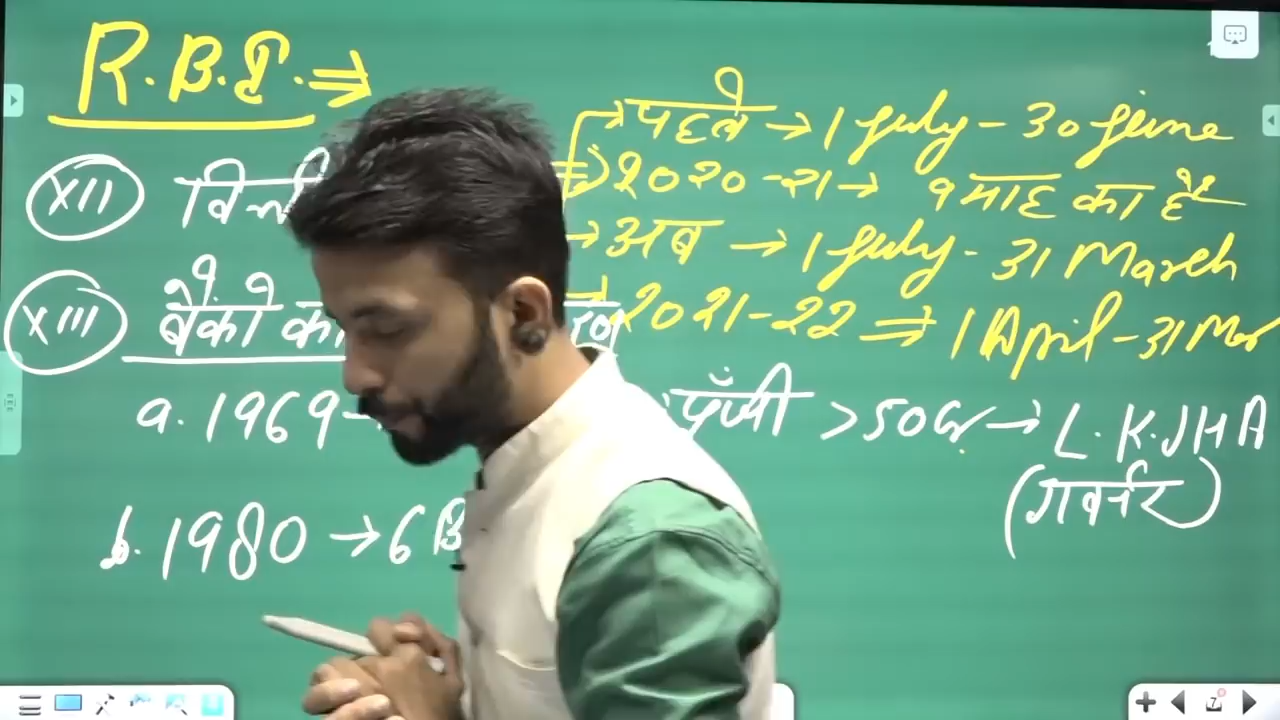 R.B.I. ⇒
पहले → 1 July - 30 June
XII
2020-21 → 9 माह का है
अब → 1 July - 31 March
XIII बैंकों का
2021-22 ⇒ 1 April - 31 Mar
a. 1969 -
पूँजी > 50 कr → L.K.JHA
(गवर्नर)
b. 1980 → 6 B